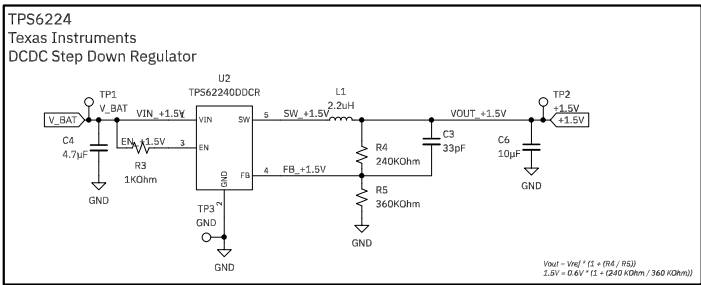 TPS6224
Texas Instruments
DCDC Step Down Regulator
U2
TPS62240DDCR
TP1
V_BAT
V_BAT
VIN_+1.5V
1
VIN
SW
5
SW_+1.5V
L1
2.2uH
VOUT_+1.5V
TP2
+1.5V
+1.5V
C4
4.7µF
GND
EN_+1.5V
3
EN
R3
1KOhm
GND
FB
4
FB_+1.5V
2
R4
240KOhm
C3
33pF
C6
10µF
GND
R5
360KOhm
GND
TP3
GND
GND
Vout = Vref * (1 + (R4 / R5))
1.5V = 0.6V * (1 + (240 KOhm / 360 KOhm))